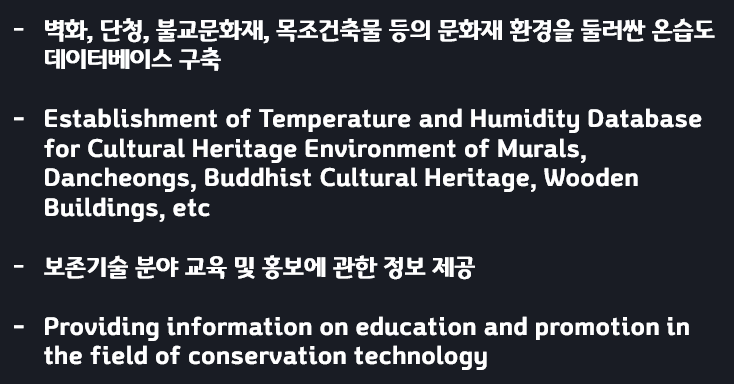 - 벽화, 단청, 불교문화재, 목조건축물 등의 문화재 환경을 둘러싼 온습도
데이터베이스 구축
- Establishment of Temperature and Humidity Database
for Cultural Heritage Environment of Murals,
Dancheongs, Buddhist Cultural Heritage, Wooden
Buildings, etc
- 보존기술 분야 교육 및 홍보에 관한 정보 제공
- Providing information on education and promotion in
the field of conservation technology